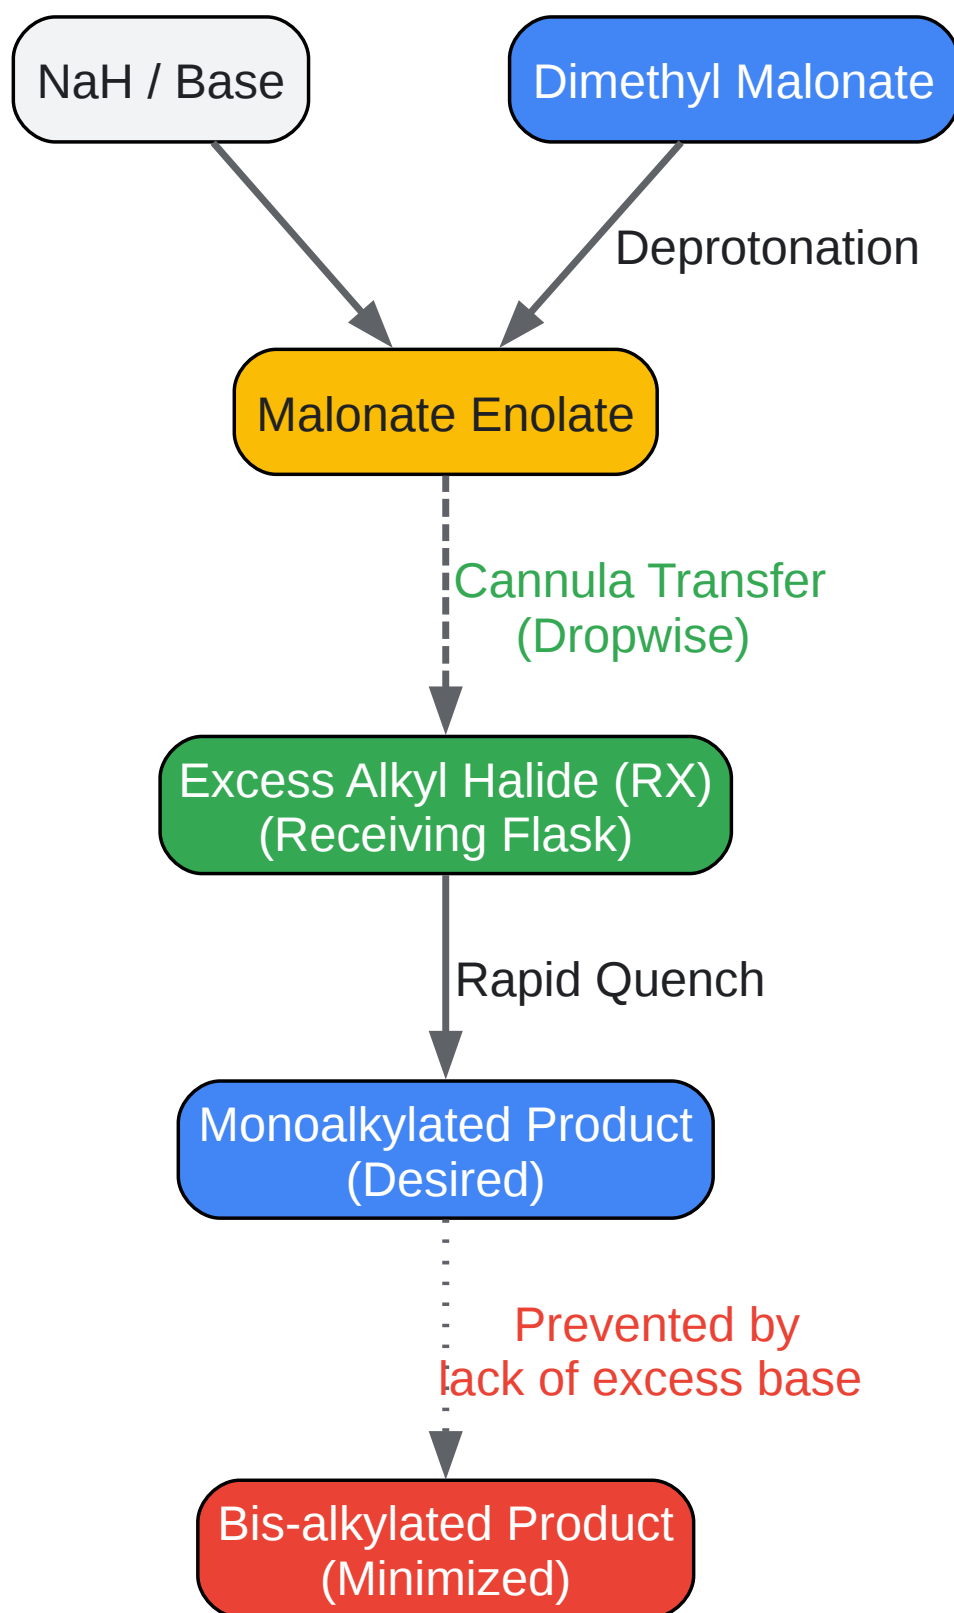 NaH / Base
Dimethyl Malonate
Deprotonation
Malonate Enolate
Cannula Transfer
(Dropwise)
Excess Alkyl Halide (RX)
(Receiving Flask)
Rapid Quench
Monoalkylated Product
(Desired)
Prevented by
lack of excess base
Bis-alkylated Product
(Minimized)